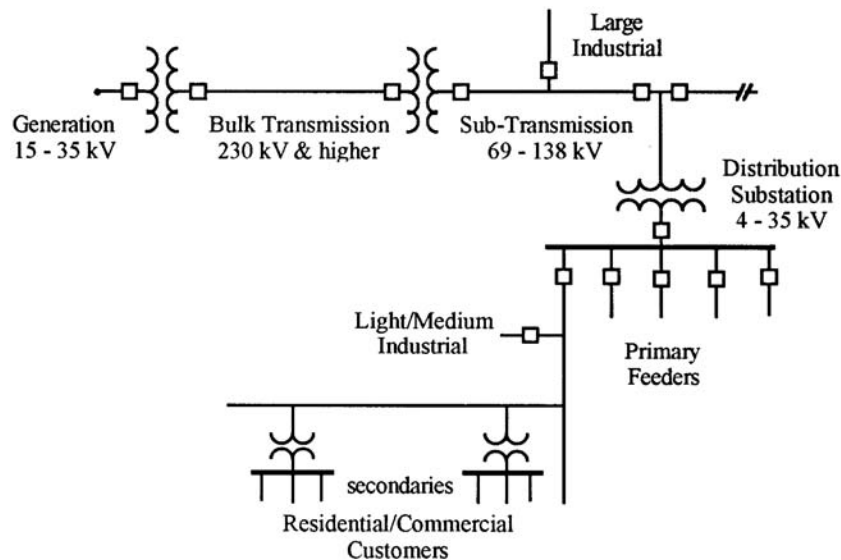 Large
Industrial
Generation
15 - 35 kV
Bulk Transmission
230 kV & higher
Sub-Transmission
69 - 138 kV
Distribution
Substation
4 - 35 kV
Light/Medium
Industrial
Primary
Feeders
secondaries
Residential/Commercial
Customers